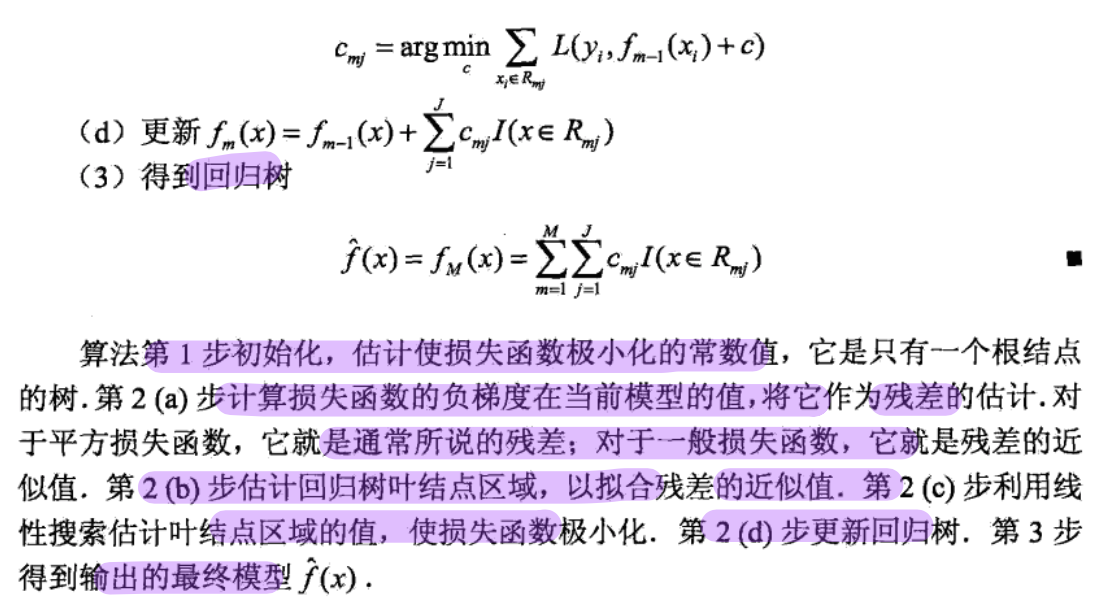 c_{mj} = arg min_c ∑_{x_i∈R_{mj}} L(y_i, f_{m-1}(x_i)+c)
（d）更新 f_m(x) = f_{m-1}(x) + ∑_{j=1}^{J} c_{mj} I(x∈R_{mj})
（3）得到回归树
f̂(x) = f_M(x) = ∑_{m=1}^{M} ∑_{j=1}^{J} c_{mj} I(x∈R_{mj}) ■
算法第 1 步初始化，估计使损失函数极小化的常数值，它是只有一个根结点
的树．第 2 (a) 步计算损失函数的负梯度在当前模型的值，将它作为残差的估计．对
于平方损失函数，它就是通常所说的残差；对于一般损失函数，它就是残差的近
似值．第 2 (b) 步估计回归树叶结点区域，以拟合残差的近似值．第 2 (c) 步利用线
性搜索估计叶结点区域的值，使损失函数极小化．第 2 (d) 步更新回归树．第 3 步
得到输出的最终模型 f̂(x)．